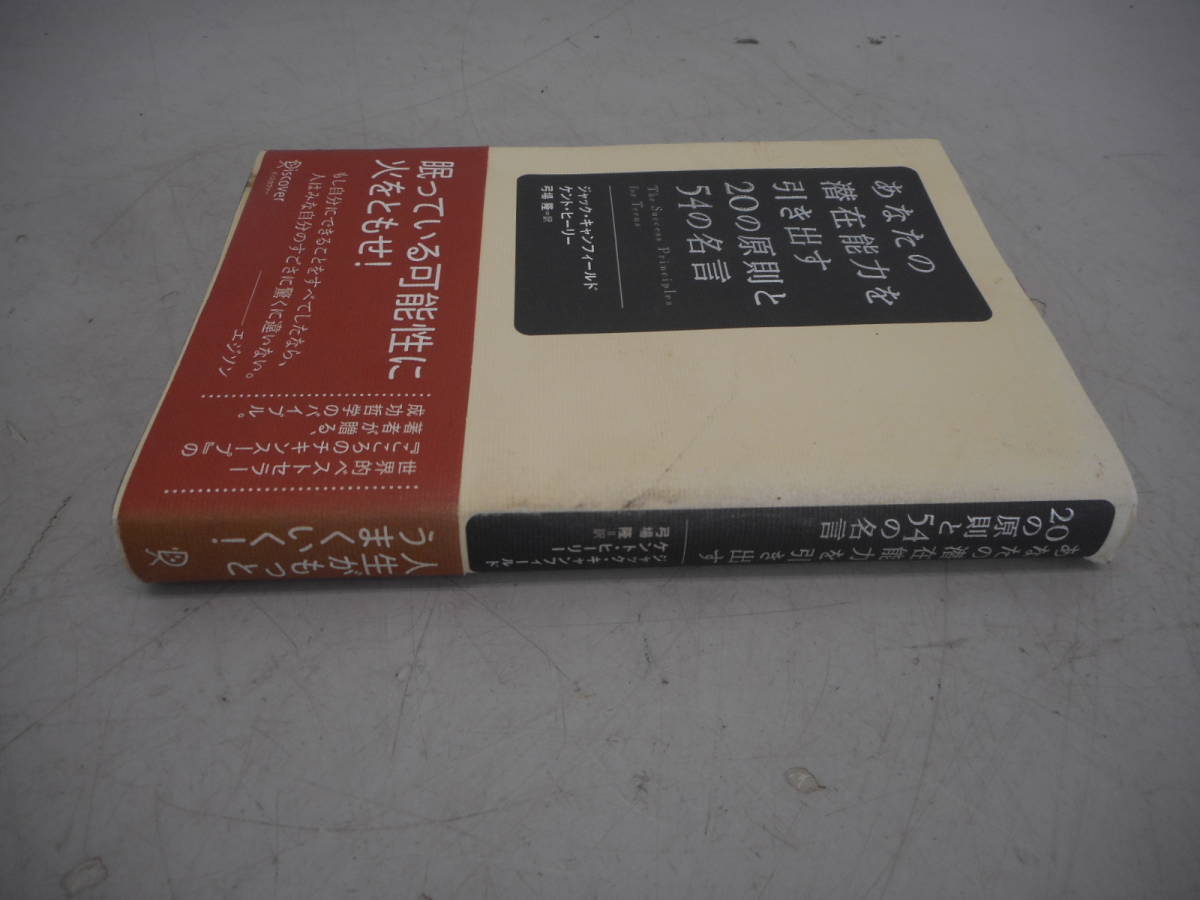 あなたの
潜在能力を
引き出す
20の原則と
54の名言
The Success Principles
for Teens
ジャック・キャンフィールド
ケント・ヒーリー
弓場 隆=訳
眠っている可能性に
火をともせ!
もし自分にできることをすべてしたなら、
人はみな自分のすごさに驚くに違いない。
エジソン
Discover
世界的ベストセラー
『こころのチキンスープ』の
著者が贈る、
成功哲学のバイブル。
あなたの潜在能力を引き出す
20の原則と54の名言
ジャック・キャンフィールド
ケント・ヒーリー
弓場 隆=訳
人生がもっと
うまくいく!